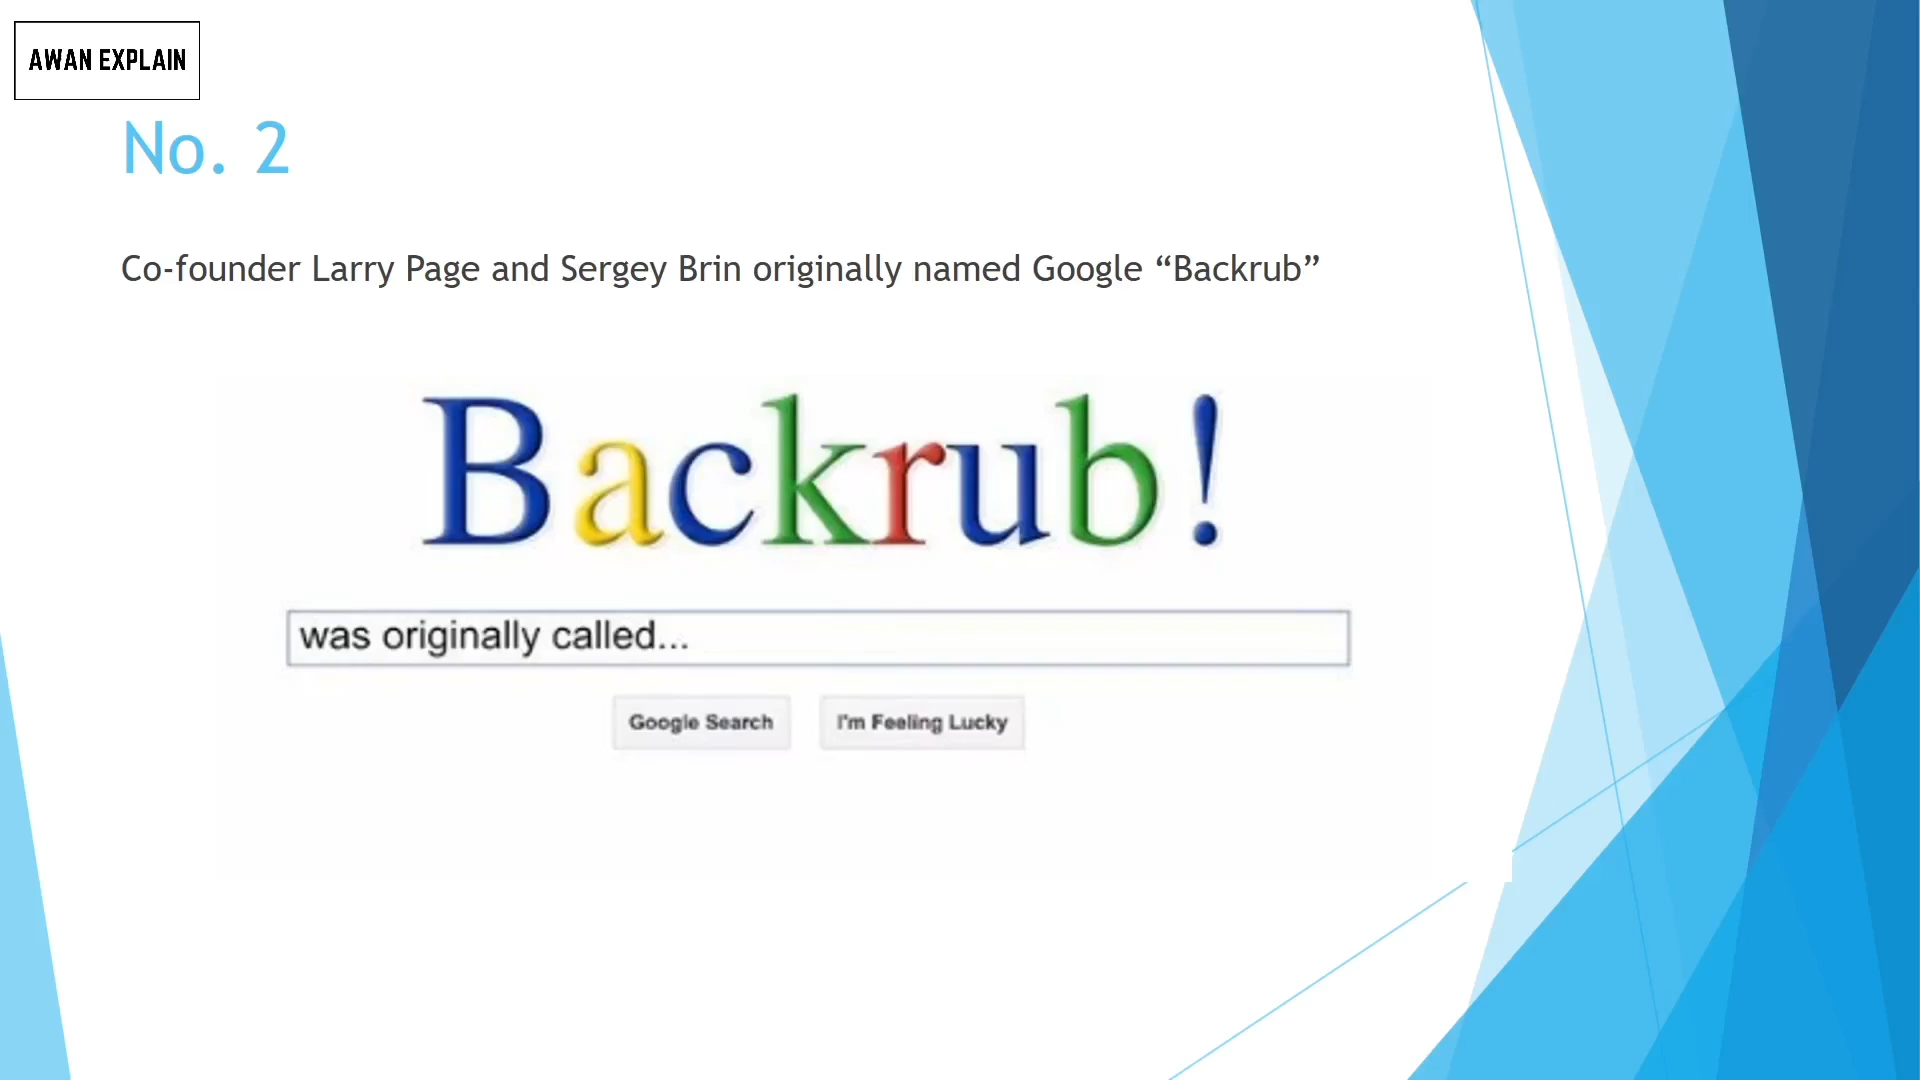 AWAN EXPLAIN
No. 2
Co-founder Larry Page and Sergey Brin originally named Google “Backrub”
Backrub!
was originally called...
Google Search I'm Feeling Lucky